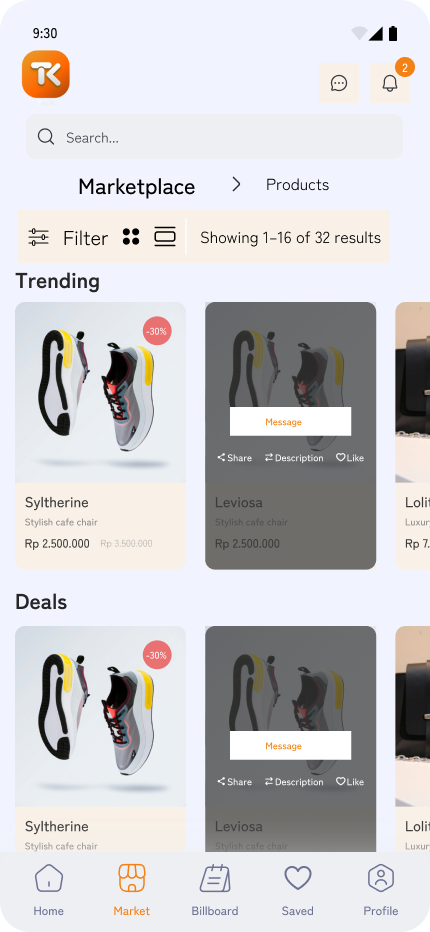 9:30
TK
2
Search...
Marketplace > Products
Filter Showing 1–16 of 32 results
Trending
-30%
Message
Share Description Like
Syltherine Leviosa Lolit
Stylish cafe chair Stylish cafe chair Luxury
Rp 2.500.000 Rp 3.500.000 Rp 2.500.000 Rp 7.
Deals
-30%
Message
Share Description Like
Syltherine Leviosa Lolit
Stylish cafe chair Stylish cafe chair Luxury
Home Market Billboard Saved Profile